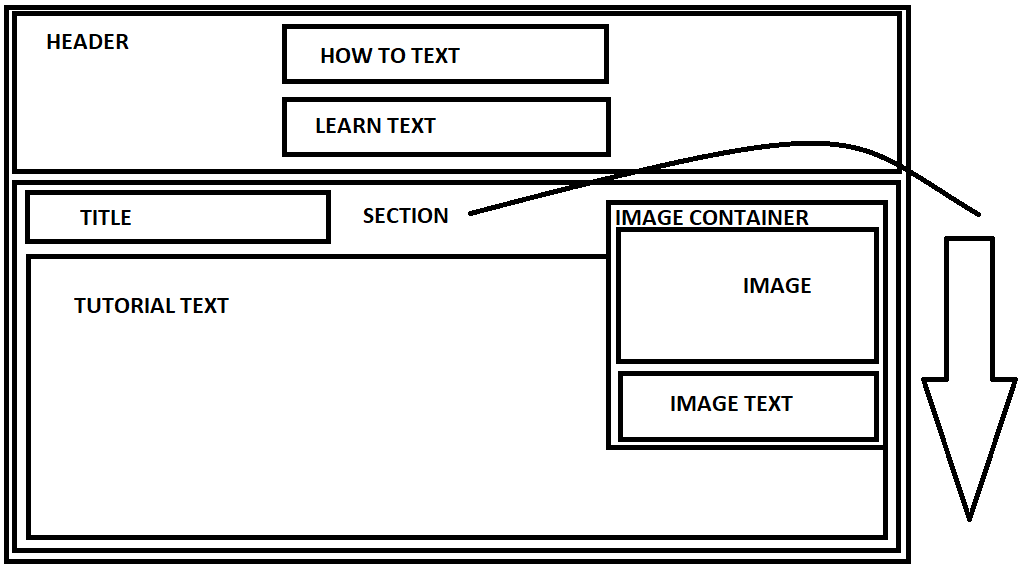 HEADER
HOW TO TEXT
LEARN TEXT
TITLE
SECTION
IMAGE CONTAINER
IMAGE
TUTORIAL TEXT
IMAGE TEXT